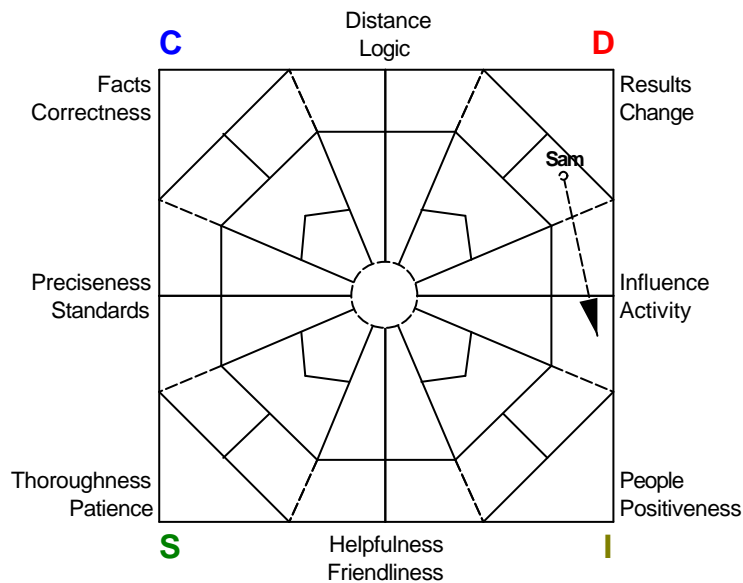 C
Distance
Logic
D
Facts
Correctness
Results
Change
Sam
Preciseness
Standards
Influence
Activity
Thoroughness
Patience
People
Positiveness
S
Helpfulness
Friendliness
I